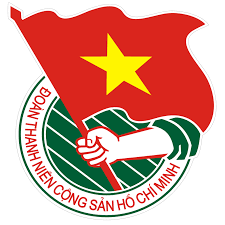 ĐOÀN THANH NIÊN CỘNG SẢN HỒ CHÍ MINH